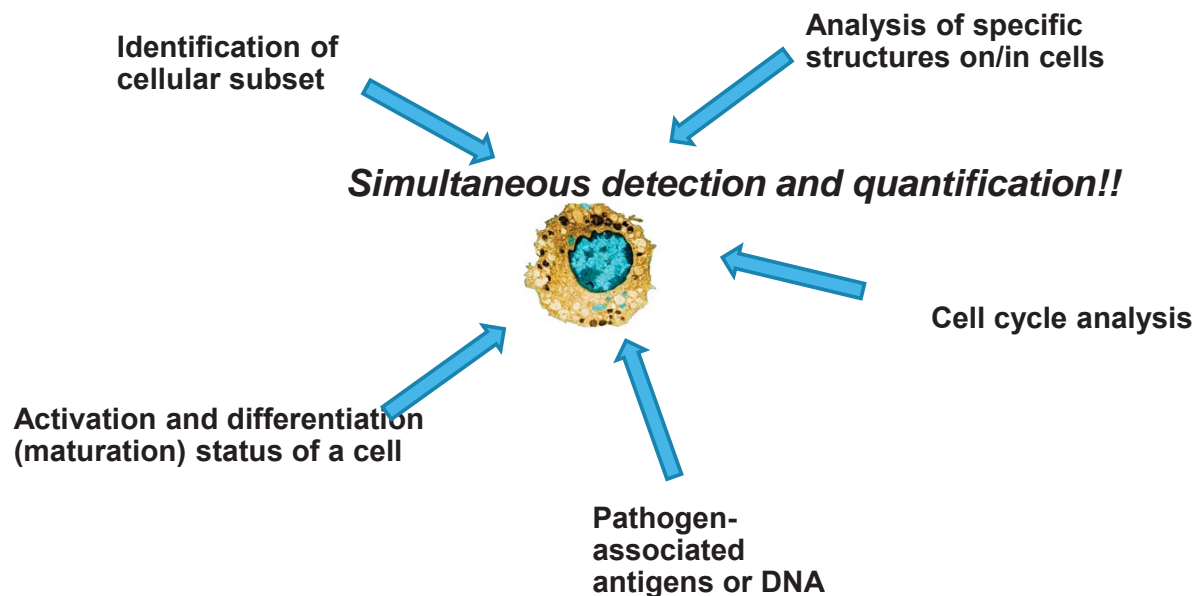 Identification of
cellular subset
Analysis of specific
structures on/in cells
Simultaneous detection and quantification!!
Cell cycle analysis
Activation and differentiation
(maturation) status of a cell
Pathogen-
associated
antigens or DNA